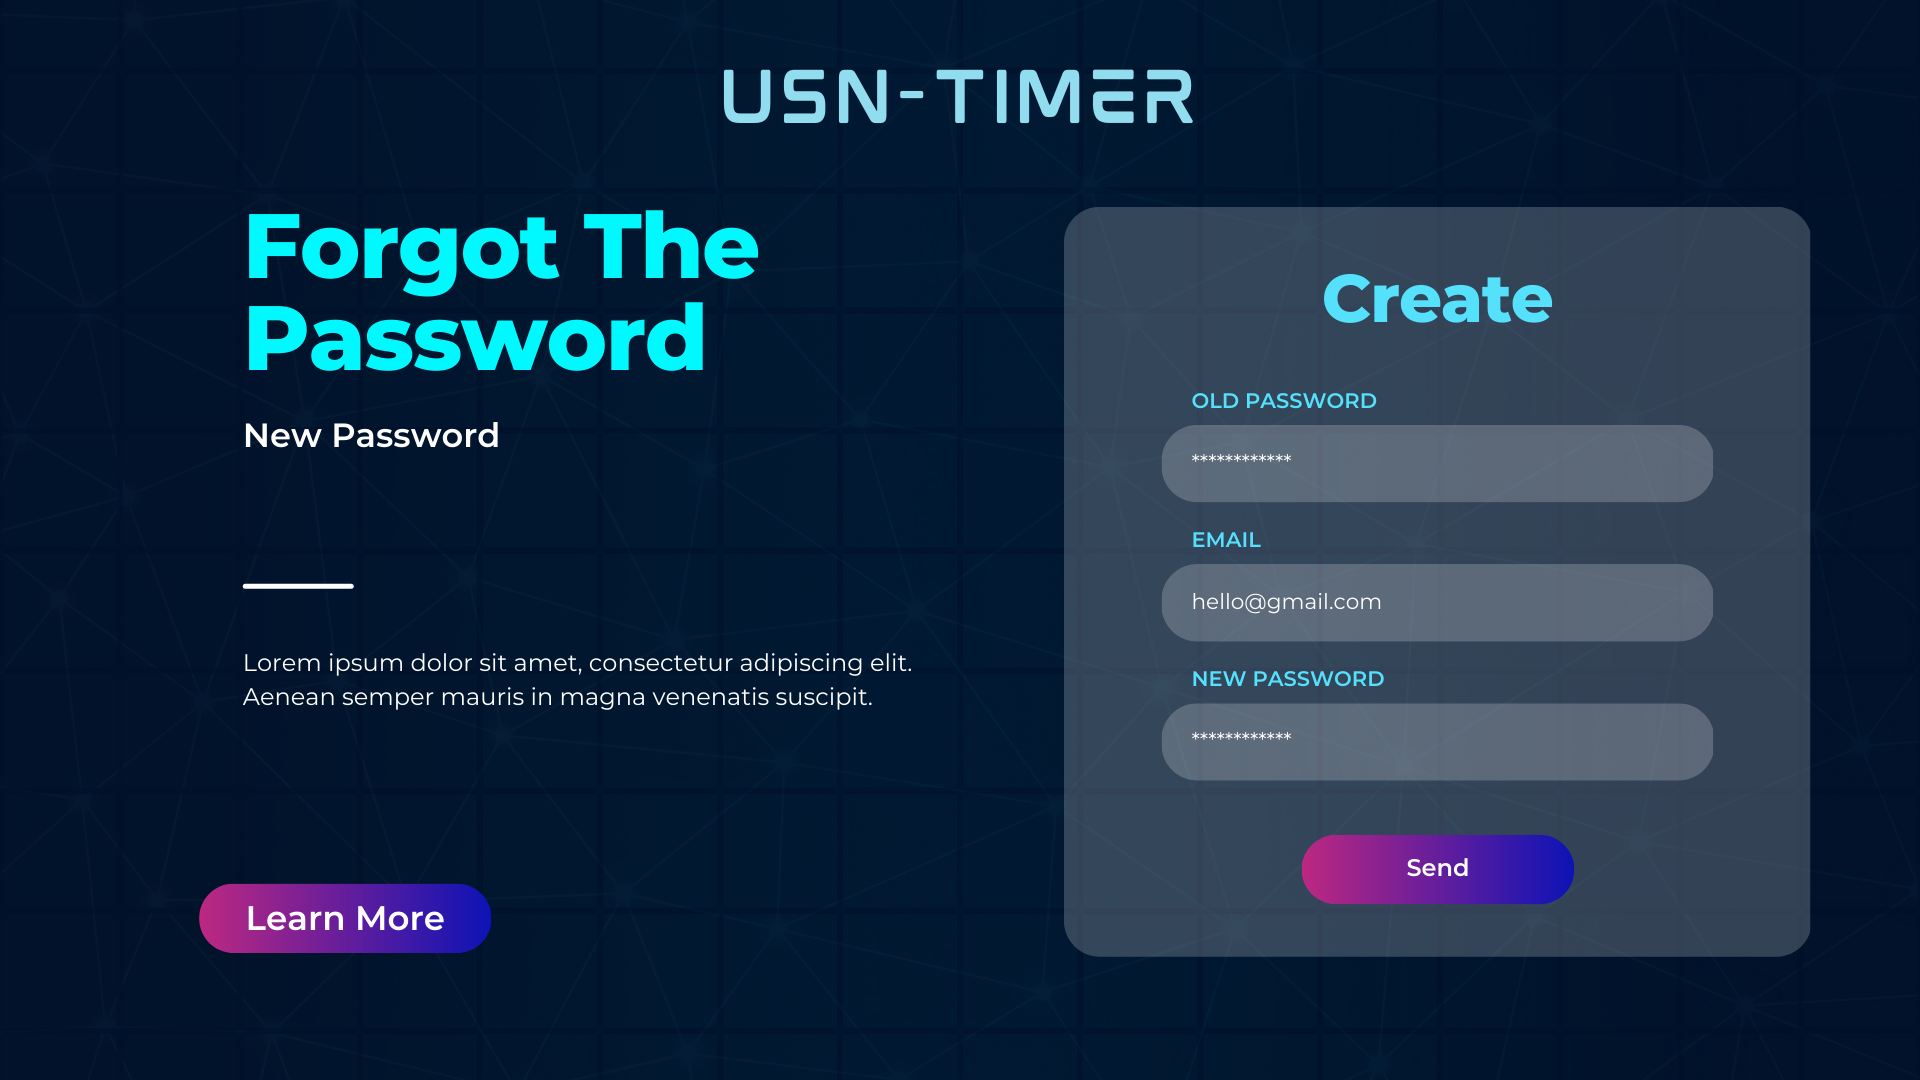 USN-TIMER
Forgot The
Password
New Password
Lorem ipsum dolor sit amet, consectetur adipiscing elit.
Aenean semper mauris in magna venenatis suscipit.
Learn More
Create
OLD PASSWORD
************
EMAIL
hello@gmail.com
NEW PASSWORD
************
Send